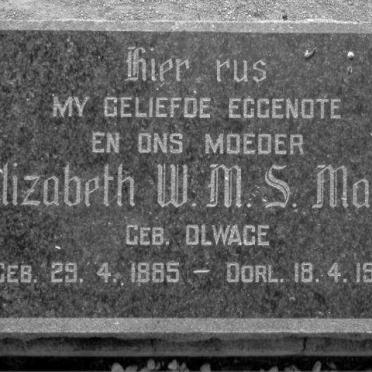 Hier rus
MY GELIEFDE EGGENOTE
EN ONS MOEDER
lizabeth W. M. S. Ma
GEB. OLWAGE
GEB. 29. 4. 1885 – OORL. 18. 4. 19